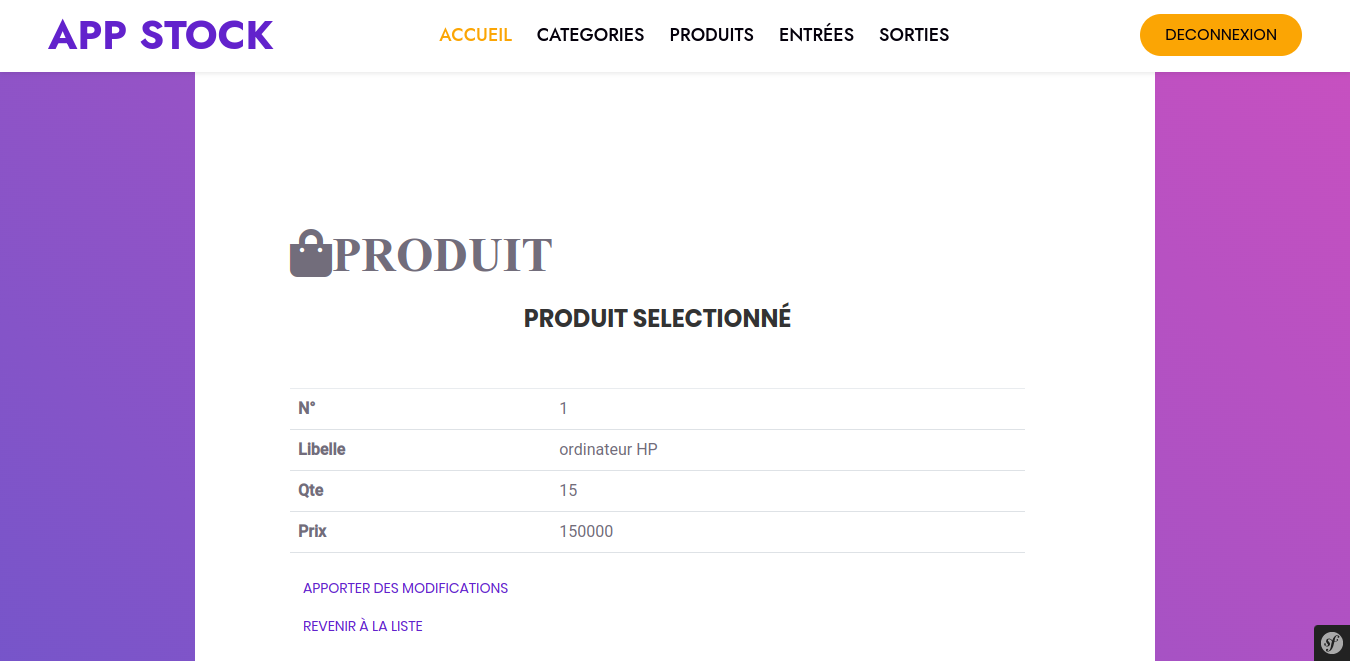 APP STOCK ACCUEIL CATEGORIES PRODUITS ENTRÉES SORTIES DECONNEXION
PRODUIT
PRODUIT SELECTIONNÉ
N° 1
Libelle ordinateur HP
Qte 15
Prix 150000
APPORTER DES MODIFICATIONS
REVENIR À LA LISTE
sf